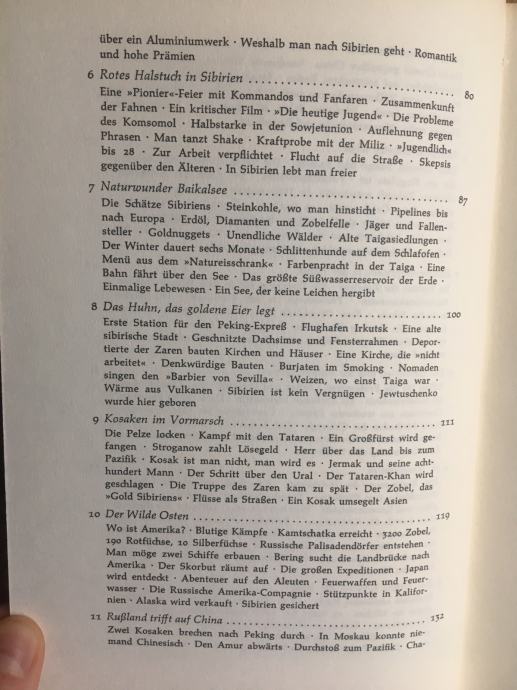 über ein Aluminiumwerk · Weshalb man nach Sibirien geht · Romantik
und hohe Prämien
6 Rotes Halstuch in Sibirien ........ 80
Eine »Pionier«-Feier mit Kommandos und Fanfaren · Zusammenkunft
der Fahnen · Ein kritischer Film · »Die heutige Jugend« · Die Probleme
des Komsomol · Halbstarke in der Sowjetunion · Auflehnung gegen
Phrasen · Man tanzt Shake · Kraftprobe mit der Miliz · »Jugendlich«
bis 28 · Zur Arbeit verpflichtet · Flucht auf die Straße · Skepsis
gegenüber den Älteren · In Sibirien lebt man freier
7 Naturwunder Baikalsee ........ 87
Die Schätze Sibiriens · Steinkohle, wo man hinsticht · Pipelines bis
nach Europa · Erdöl, Diamanten und Zobelfelle · Jäger und Fallen-
steller · Goldnuggets · Unendliche Wälder · Alte Taigasiedlungen ·
Der Winter dauert sechs Monate · Schlittenhunde auf dem Schlafofen ·
Menü aus dem »Natureisschrank« · Farbenpracht in der Taiga · Eine
Bahn fährt über den See · Das größte Süßwasserreservoir der Erde ·
Einmalige Lebewesen · Ein See, der keine Leichen hergibt
8 Das Huhn, das goldene Eier legt ........ 100
Erste Station für den Peking-Expreß · Flughafen Irkutsk · Eine alte
sibirische Stadt · Geschnitzte Dachsimse und Fensterrahmen · Depor-
tierte der Zaren bauten Kirchen und Häuser · Eine Kirche, die »nicht
arbeitet« · Denkwürdige Bauten · Burjaten im Smoking · Nomaden
singen den »Barbier von Sevilla« · Weizen, wo einst Taiga war ·
Wärme aus Vulkanen · Sibirien ist kein Vergnügen · Jewtuschenko
wurde hier geboren
9 Kosaken im Vormarsch ........ 111
Die Pelze locken · Kampf mit den Tataren · Ein Großfürst wird ge-
fangen · Stroganow zahlt Lösegeld · Herr über das Land bis zum
Pazifik · Kosak ist man nicht, man wird es · Jermak und seine acht-
hundert Mann · Der Schritt über den Ural · Der Tataren-Khan wird
geschlagen · Die Truppe des Zaren kam zu spät · Der Zobel, das
»Gold Sibiriens« · Flüsse als Straßen · Ein Kosak umsegelt Asien
10 Der Wilde Osten ........ 119
Wo ist Amerika? · Blutige Kämpfe · Kamtschatka erreicht · 3200 Zobel,
190 Rotfüchse, 10 Silberfüchse · Russische Palisadendörfer entstehen ·
Man möge zwei Schiffe erbauen · Bering sucht die Landbrücke nach
Amerika · Der Skorbut räumt auf · Die großen Expeditionen · Japan
wird entdeckt · Abenteuer auf den Aleuten · Feuerwaffen und Feuer-
wasser · Die Russische Amerika-Compagnie · Stützpunkte in Kalifor-
nien · Alaska wird verkauft · Sibirien gesichert
11 Rußland trifft auf China ........ 132
Zwei Kosaken brechen nach Peking durch · In Moskau konnte nie-
mand Chinesisch · Den Amur abwärts · Durchstoß zum Pazifik · Cha-